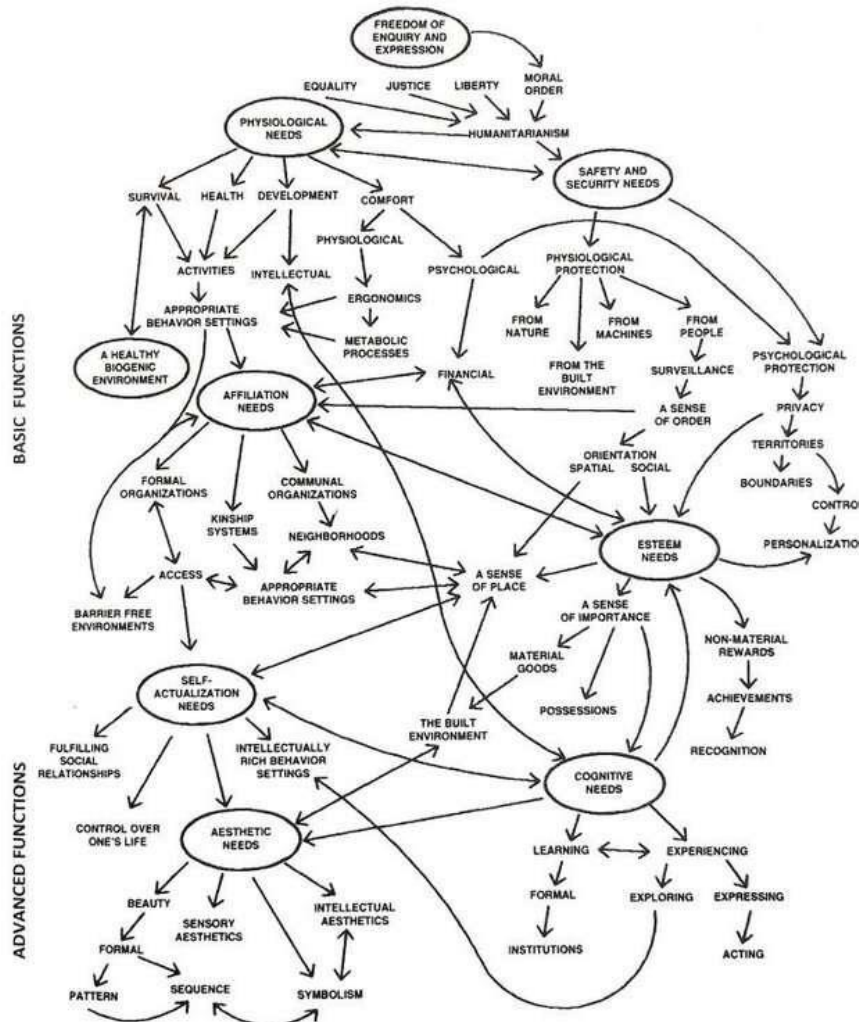 FREEDOM OF
ENQUIRY AND
EXPRESSION
EQUALITY
JUSTICE
LIBERTY
MORAL
ORDER
PHYSIOLOGICAL
NEEDS
HUMANITARIANISM
SAFETY AND
SECURITY NEEDS
SURVIVAL
HEALTH
DEVELOPMENT
COMFORT
PHYSIOLOGICAL
ACTIVITIES
INTELLECTUAL
PSYCHOLOGICAL
PHYSIOLOGICAL
PROTECTION
APPROPRIATE
BEHAVIOR SETTINGS
ERGONOMICS
METABOLIC
PROCESSES
FROM
NATURE
FROM
MACHINES
FROM
PEOPLE
A HEALTHY
BIOGENIC
ENVIRONMENT
FINANCIAL
FROM THE
BUILT
ENVIRONMENT
SURVEILLANCE
PSYCHOLOGICAL
PROTECTION
BASIC FUNCTIONS
AFFILIATION
NEEDS
A SENSE
OF ORDER
PRIVACY
TERRITORIES
ORIENTATION
SPATIAL SOCIAL
BOUNDARIES
FORMAL
ORGANIZATIONS
COMMUNAL
ORGANIZATIONS
CONTROL
KINSHIP
SYSTEMS
NEIGHBORHOODS
ESTEEM
NEEDS
PERSONALIZATION
ACCESS
APPROPRIATE
BEHAVIOR SETTINGS
A SENSE
OF PLACE
BARRIER FREE
ENVIRONMENTS
A SENSE
OF IMPORTANCE
NON-MATERIAL
REWARDS
MATERIAL
GOODS
SELF-
ACTUALIZATION
NEEDS
ACHIEVEMENTS
POSSESSIONS
THE BUILT
ENVIRONMENT
FULFILLING
SOCIAL
RELATIONSHIPS
INTELLECTUALLY
RICH BEHAVIOR
SETTINGS
RECOGNITION
COGNITIVE
NEEDS
ADVANCED FUNCTIONS
CONTROL OVER
ONE'S LIFE
AESTHETIC
NEEDS
LEARNING
EXPERIENCING
BEAUTY
SENSORY
AESTHETICS
INTELLECTUAL
AESTHETICS
FORMAL
EXPLORING
EXPRESSING
FORMAL
INSTITUTIONS
ACTING
PATTERN
SEQUENCE
SYMBOLISM